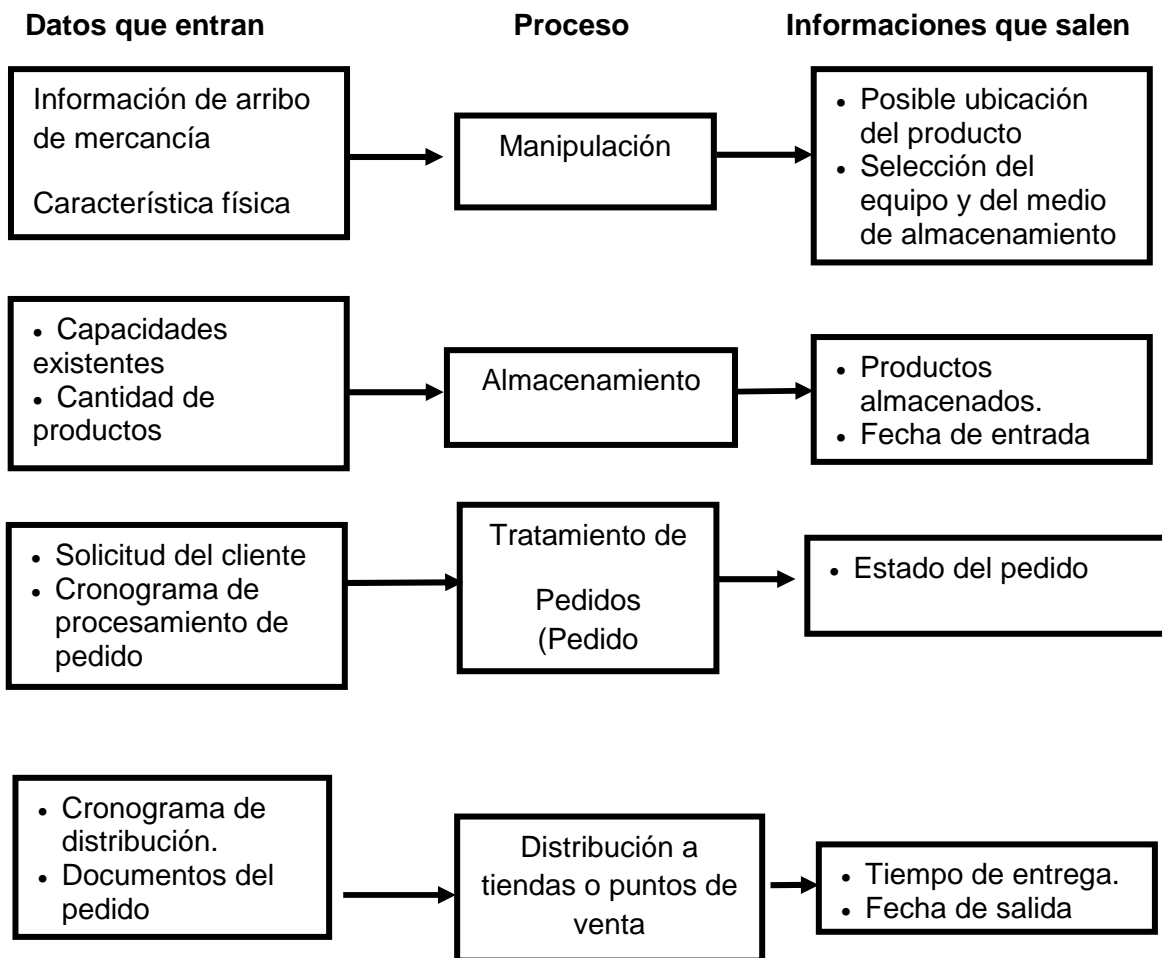 Datos que entran
Proceso
Informaciones que salen
Información de arribo
de mercancía
Característica física
Manipulación
• Posible ubicación
del producto
• Selección del
equipo y del medio
de almacenamiento
• Capacidades
existentes
• Cantidad de
productos
Almacenamiento
• Productos
almacenados.
• Fecha de entrada
• Solicitud del cliente
• Cronograma de
procesamiento de
pedido
Tratamiento de
Pedidos
(Pedido
• Estado del pedido
• Cronograma de
distribución.
• Documentos del
pedido
Distribución a
tiendas o puntos de
venta
• Tiempo de entrega.
• Fecha de salida